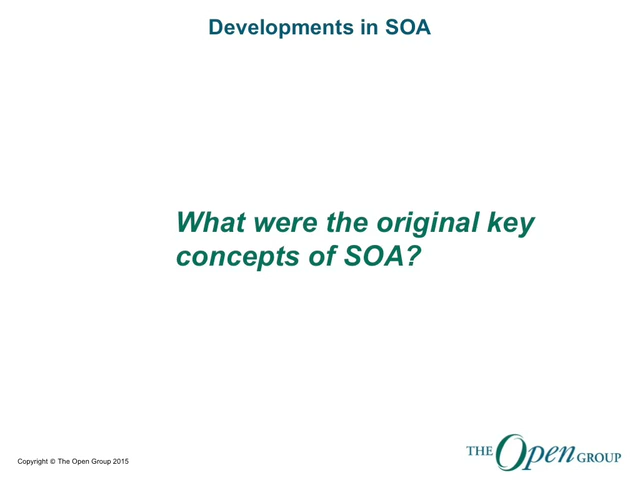 Developments in SOA
What were the original key
concepts of SOA?
Copyright © The Open Group 2015
THE Open GROUP